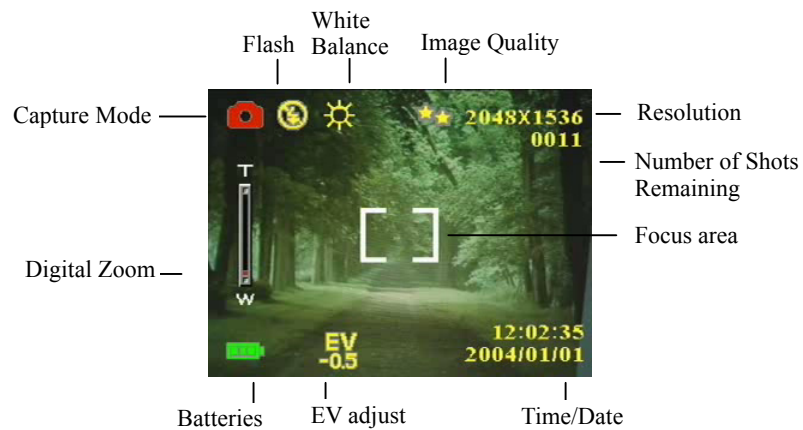 White
Balance
Flash
Image Quality
Capture Mode
2048X1536
Resolution
0011
Number of Shots
Remaining
T
Focus area
Digital Zoom
W
12:02:35
EV
-0.5
2004/01/01
Batteries
EV adjust
Time/Date